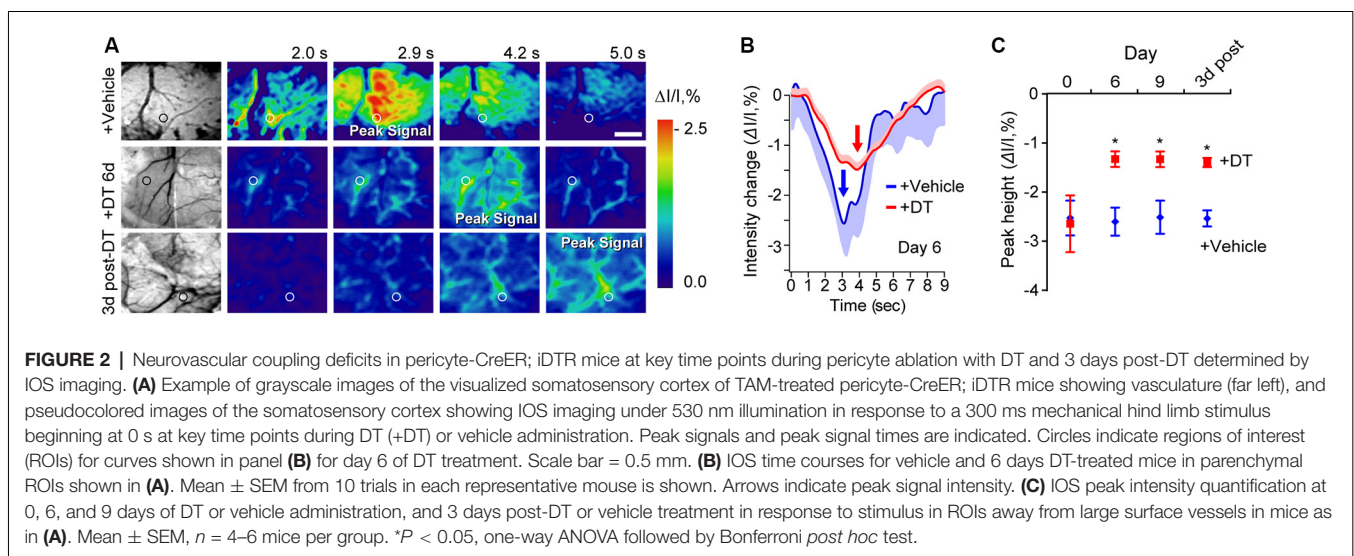 A
2.0 s 2.9 s 4.2 s 5.0 s
+Vehicle
Peak Signal
+DT 6d
Peak Signal
3d post-DT
Peak Signal
ΔI/I,%
- 2.5
0.0
B
Intensity change (ΔI/I,%)
0
-1
-2
-3
+Vehicle
+DT
Day 6
0 1 2 3 4 5 6 7 8 9
Time (sec)
C
Day
0 6 9 3d post
Peak height (ΔI/I,%)
0
-1
-2
-3
-4
* * *
+DT
+Vehicle
FIGURE 2 | Neurovascular coupling deficits in pericyte-CreER; iDTR mice at key time points during pericyte ablation with DT and 3 days post-DT determined by
IOS imaging. (A) Example of grayscale images of the visualized somatosensory cortex of TAM-treated pericyte-CreER; iDTR mice showing vasculature (far left), and
pseudocolored images of the somatosensory cortex showing IOS imaging under 530 nm illumination in response to a 300 ms mechanical hind limb stimulus
beginning at 0 s at key time points during DT (+DT) or vehicle administration. Peak signals and peak signal times are indicated. Circles indicate regions of interest
(ROIs) for curves shown in panel (B) for day 6 of DT treatment. Scale bar = 0.5 mm. (B) IOS time courses for vehicle and 6 days DT-treated mice in parenchymal
ROIs shown in (A). Mean ± SEM from 10 trials in each representative mouse is shown. Arrows indicate peak signal intensity. (C) IOS peak intensity quantification at
0, 6, and 9 days of DT or vehicle administration, and 3 days post-DT or vehicle treatment in response to stimulus in ROIs away from large surface vessels in mice as
in (A). Mean ± SEM, n = 4–6 mice per group. *P < 0.05, one-way ANOVA followed by Bonferroni post hoc test.